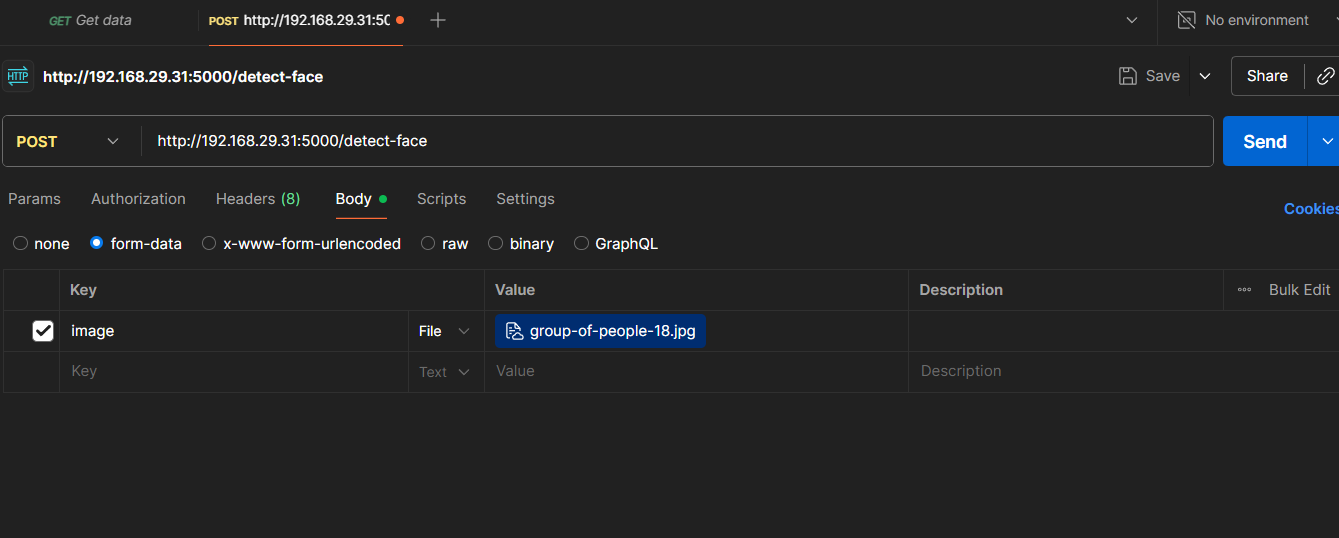 GET Get data POST http://192.168.29.31:50 No environment
HTTP http://192.168.29.31:5000/detect-face Save Share
POST http://192.168.29.31:5000/detect-face Send
Params Authorization Headers (8) Body Scripts Settings Cookies
none form-data x-www-form-urlencoded raw binary GraphQL
Key Value Description Bulk Edit
image File group-of-people-18.jpg
Key Text Value Description